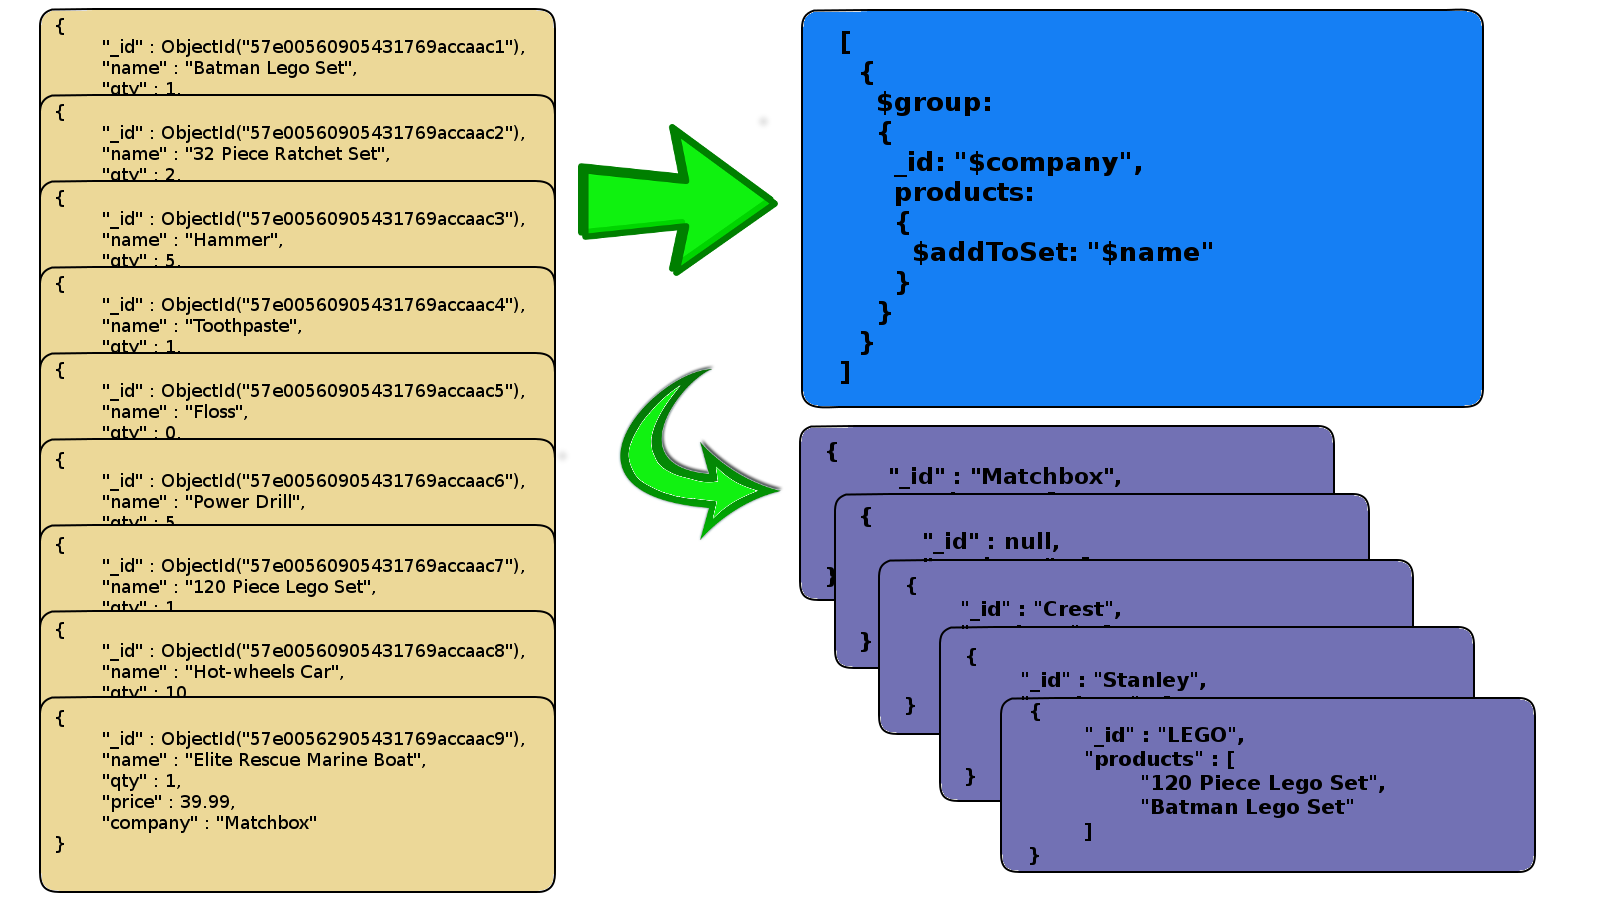 {
"_id" : ObjectId("57e00560905431769accaac1"),
"name" : "Batman Lego Set",
"qty" : 1,
{
"_id" : ObjectId("57e00560905431769accaac2"),
"name" : "32 Piece Ratchet Set",
"qty" : 2,
{
"_id" : ObjectId("57e00560905431769accaac3"),
"name" : "Hammer",
"qty" : 5,
{
"_id" : ObjectId("57e00560905431769accaac4"),
"name" : "Toothpaste",
"qty" : 1,
{
"_id" : ObjectId("57e00560905431769accaac5"),
"name" : "Floss",
"qty" : 0,
{
"_id" : ObjectId("57e00560905431769accaac6"),
"name" : "Power Drill",
"qty" : 5
{
"_id" : ObjectId("57e00560905431769accaac7"),
"name" : "120 Piece Lego Set",
"qty" : 1
{
"_id" : ObjectId("57e00560905431769accaac8"),
"name" : "Hot-wheels Car",
"qty" : 10
{
"_id" : ObjectId("57e00562905431769accaac9"),
"name" : "Elite Rescue Marine Boat",
"qty" : 1,
"price" : 39.99,
"company" : "Matchbox"
}
[
{
$group:
{
_id: "$company",
products:
{
$addToSet: "$name"
}
}
}
]
{
"_id" : "Matchbox",
}
{
"_id" : null,
}
{
"_id" : "Crest",
}
{
"_id" : "Stanley",
}
{
"_id" : "LEGO",
"products" : [
"120 Piece Lego Set",
"Batman Lego Set"
]
}